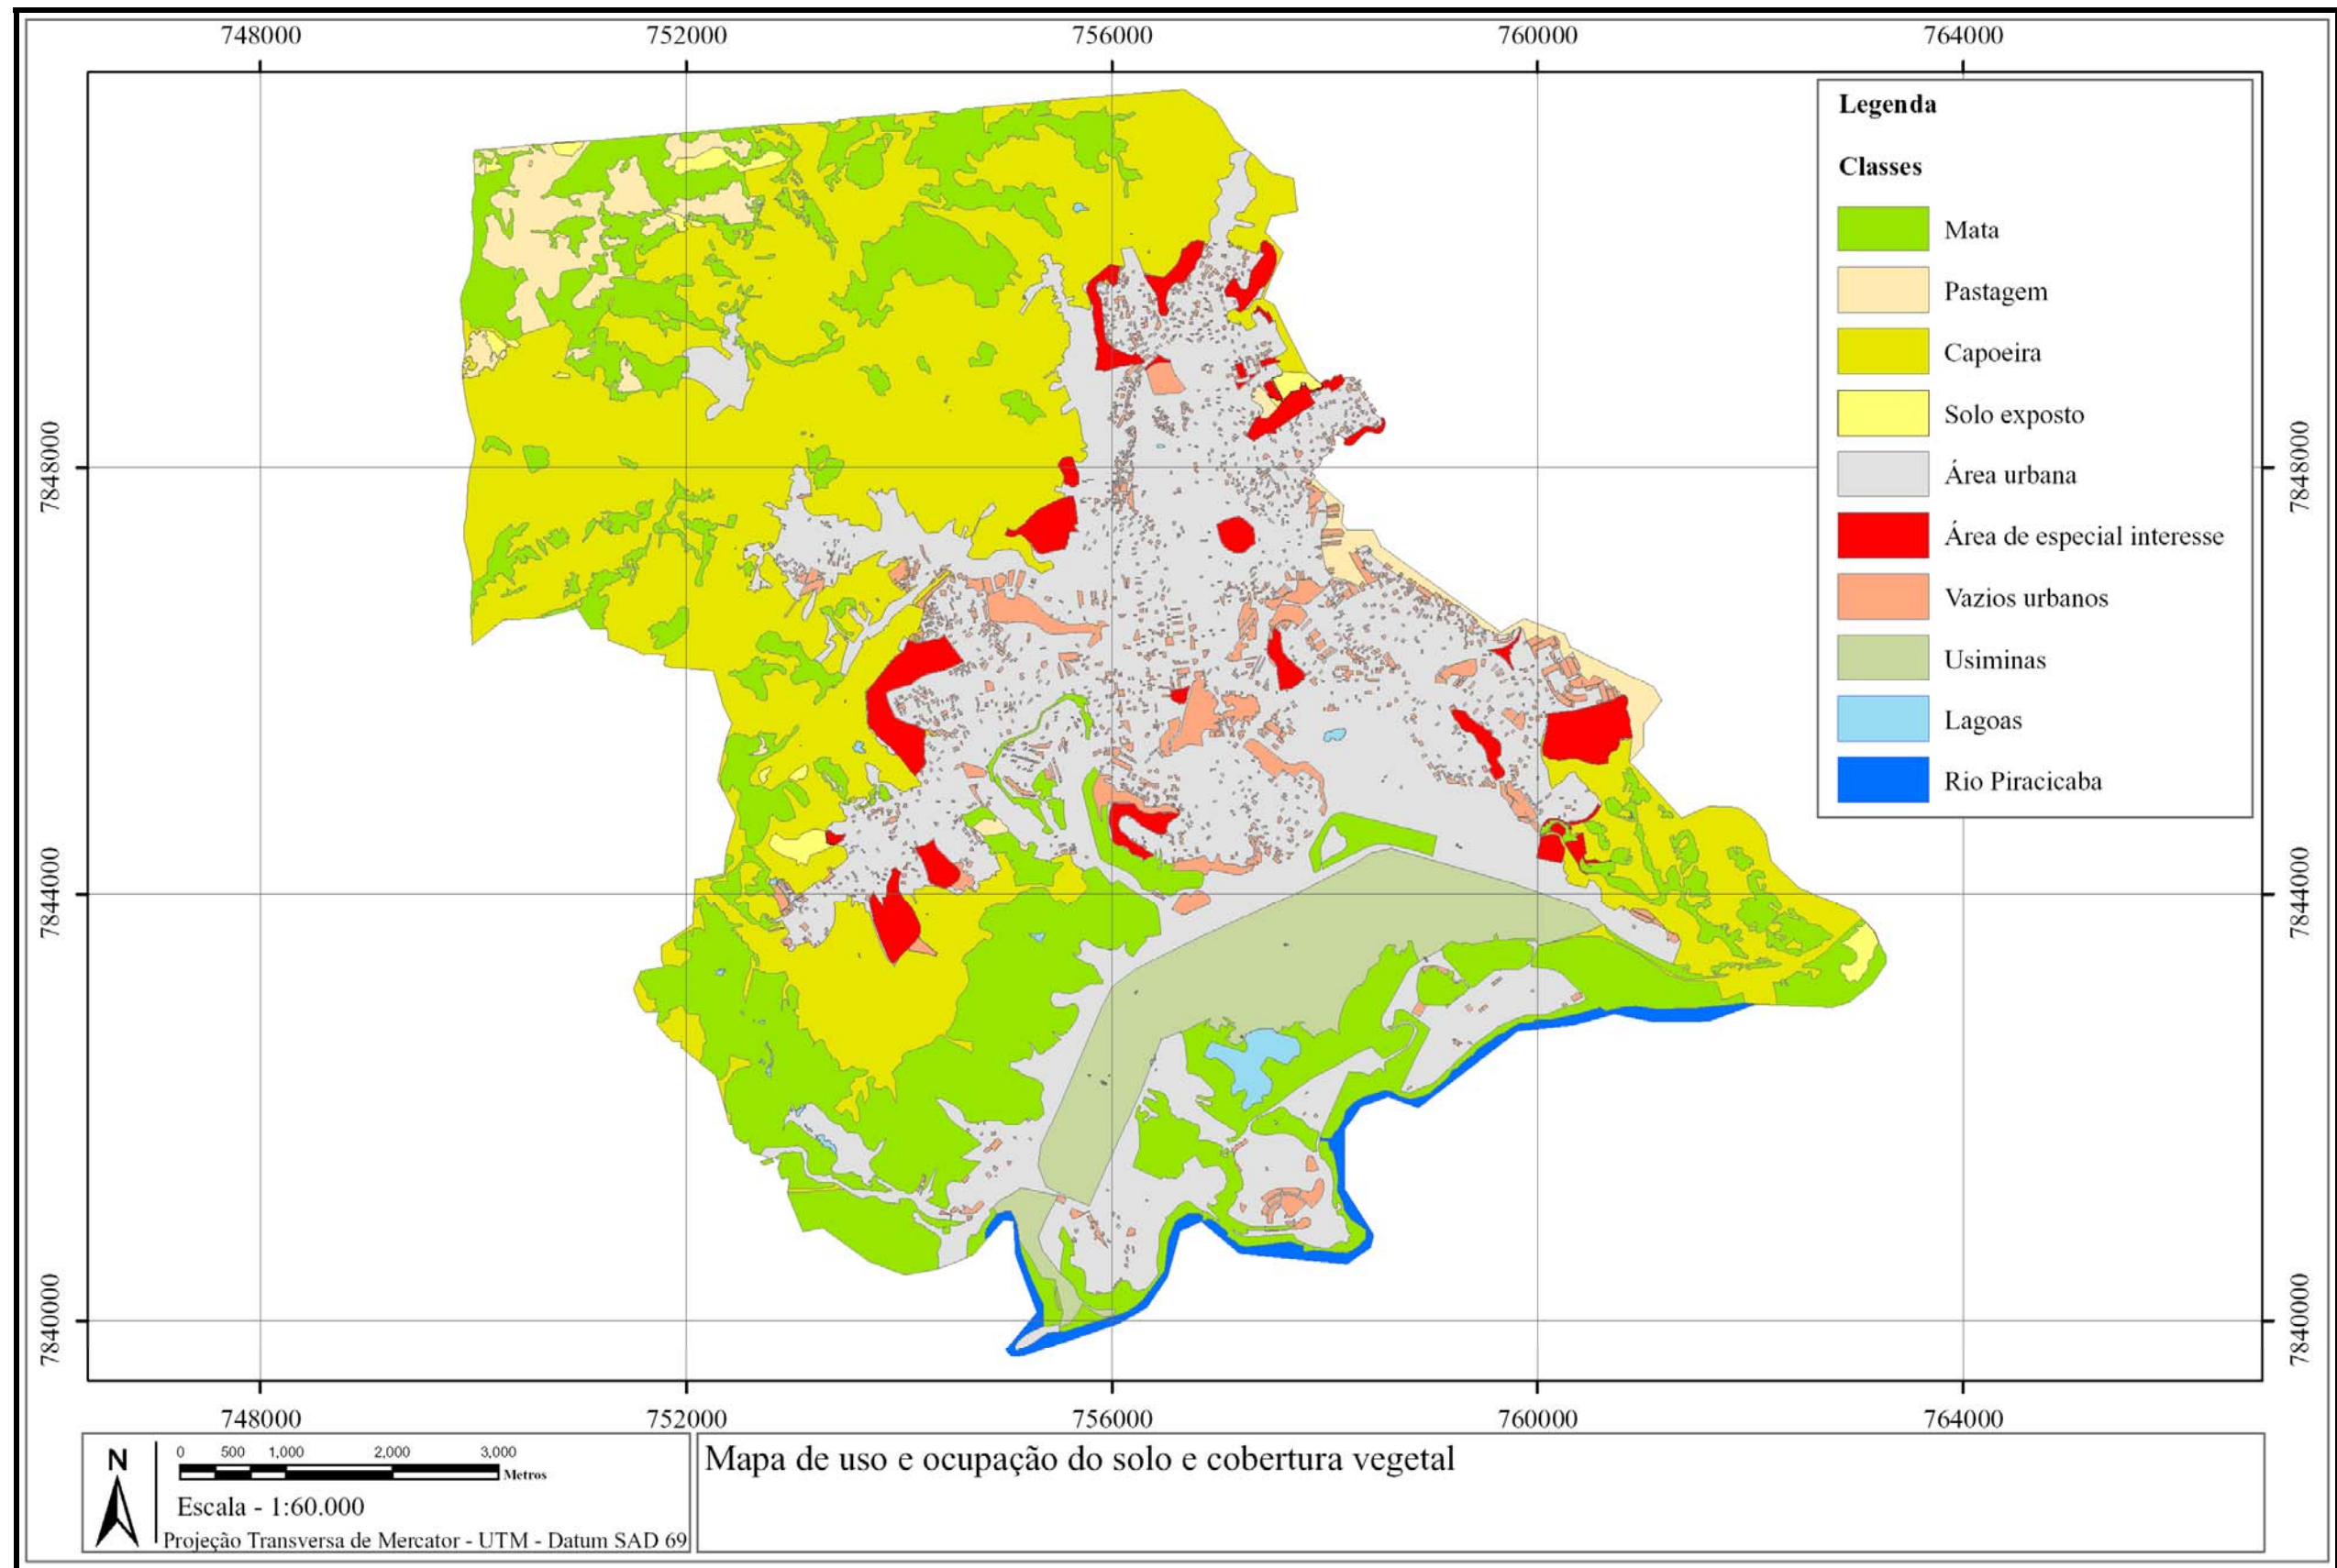 748000 752000 756000 760000 764000
Legenda
Classes
Mata
Pastagem
Capoeira
Solo exposto
Área urbana
Área de especial interesse
Vazios urbanos
Usiminas
Lagoas
Rio Piracicaba
7848000 7848000
7844000 7844000
7840000 7840000
748000 752000 756000 760000 764000
N
0 500 1,000 2,000 3,000
Metros
Escala - 1:60.000
Projeção Transversa de Mercator - UTM - Datum SAD 69
Mapa de uso e ocupação do solo e cobertura vegetal